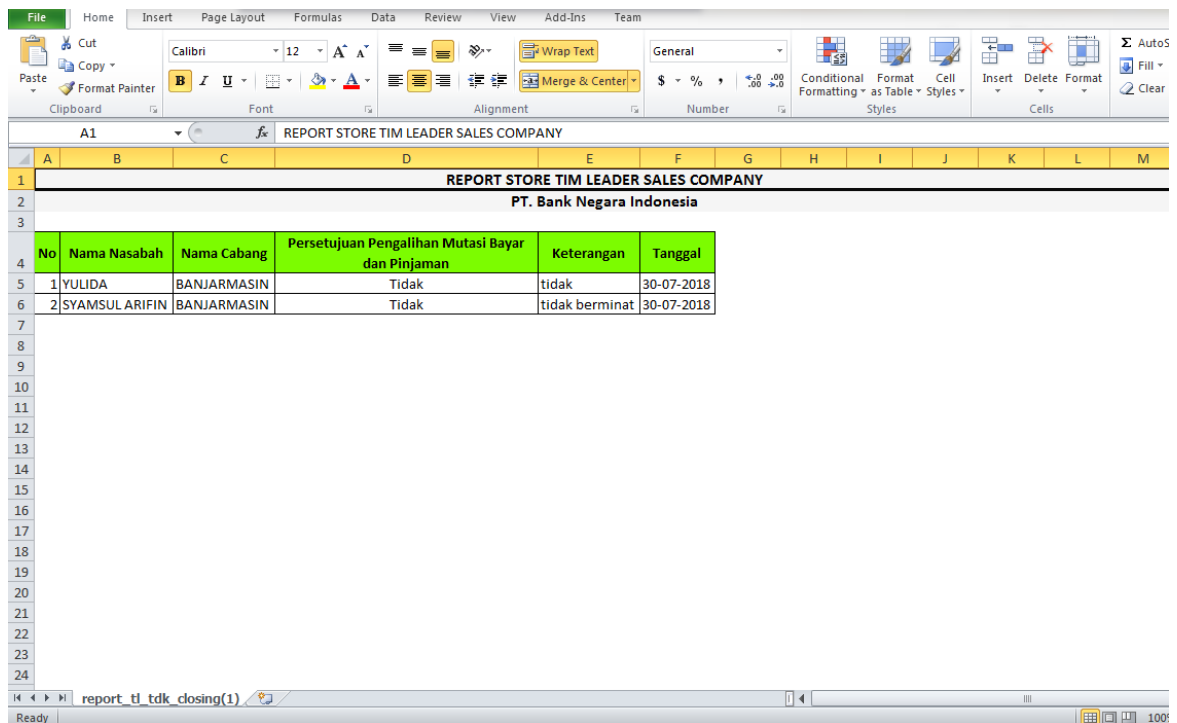 File Home Insert Page Layout Formulas Data Review View Add-Ins Team
Cut
Copy
Format Painter
Paste
Clipboard
Calibri 12
B I U
Font
Wrap Text
Merge & Center
Alignment
General
$ % ,
Number
Conditional Formatting
Format as Table
Cell Styles
Styles
Insert Delete Format
Cells
Σ AutoS
Fill
Clear
A1 fx REPORT STORE TIM LEADER SALES COMPANY
A B C D E F G H I J K L M
1 REPORT STORE TIM LEADER SALES COMPANY
2 PT. Bank Negara Indonesia
3
4 No Nama Nasabah Nama Cabang Persetujuan Pengalihan Mutasi Bayar dan Pinjaman Keterangan Tanggal
5 1 YULIDA BANJARMASIN Tidak tidak 30-07-2018
6 2 SYAMSUL ARIFIN BANJARMASIN Tidak tidak berminat 30-07-2018
7
8
9
10
11
12
13
14
15
16
17
18
19
20
21
22
23
24
report_tl_tdk_closing(1)
Ready 100%